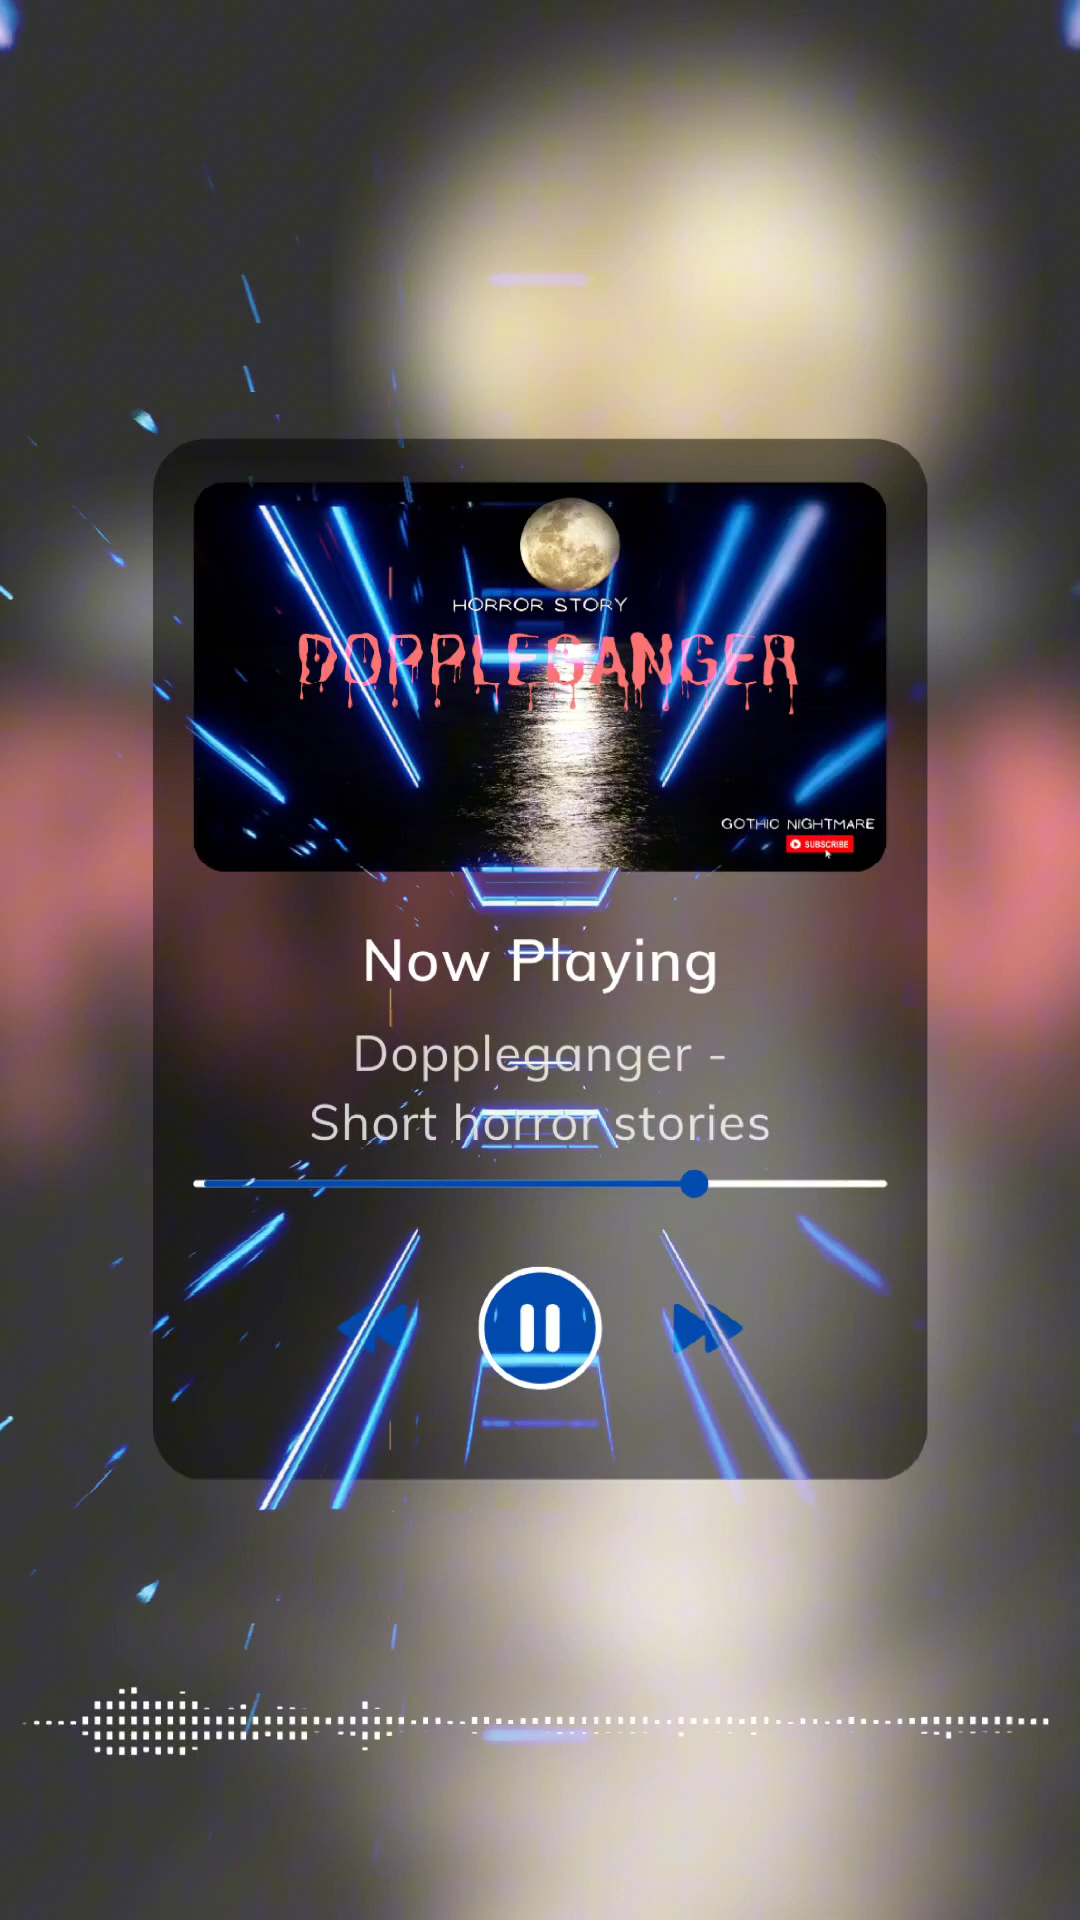 HORROR STORY
DOPPLEGANGER
GOTHIC NIGHTMARE
SUBSCRIBE
Now Playing
Doppleganger -
Short horror stories